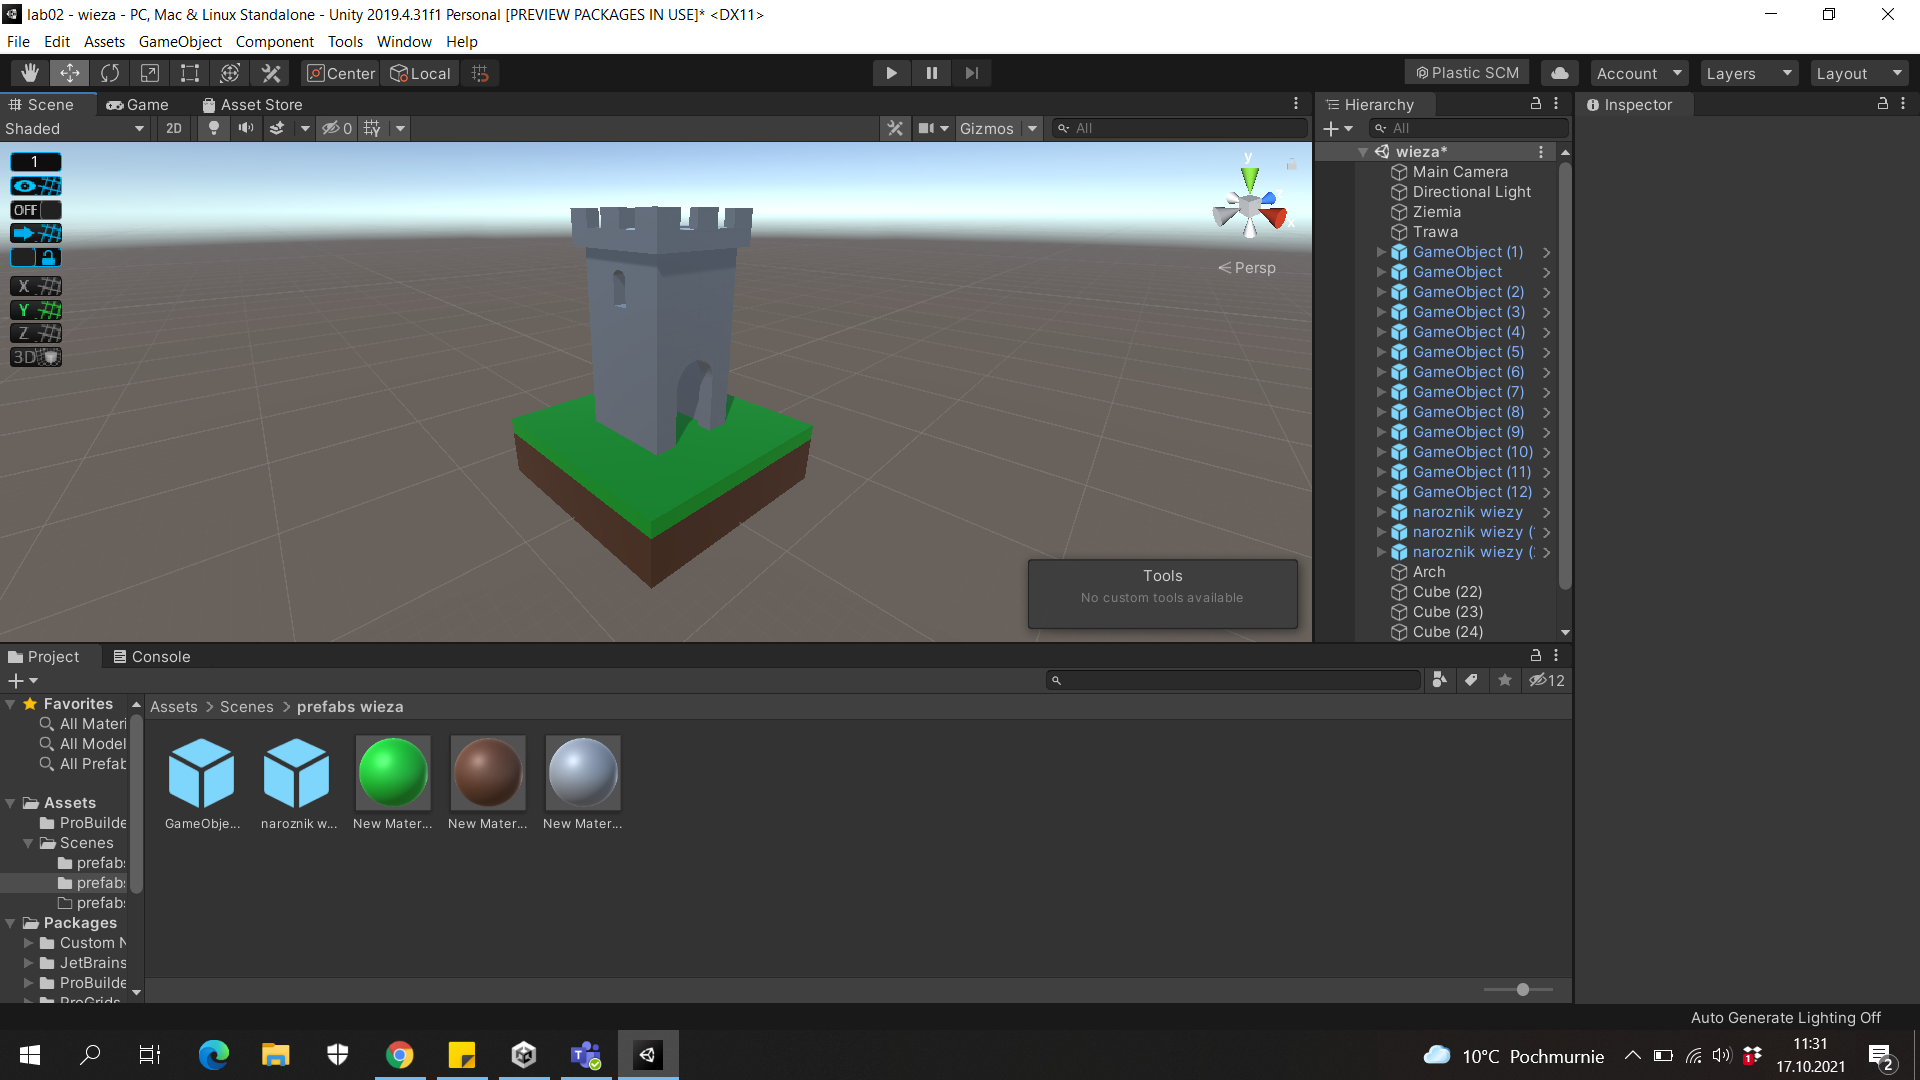 lab02 - wieza - PC, Mac & Linux Standalone - Unity 2019.4.31f1 Personal [PREVIEW PACKAGES IN USE]* <DX11>
File Edit Assets GameObject Component Tools Window Help
Center Local Plastic SCM Account Layers Layout
Scene Game Asset Store
Shaded 2D 0 Gizmos All
1
OFF
X
Y
Z
3D
y
x
Persp
Tools
No custom tools available
Hierarchy
All
wieza*
Main Camera
Directional Light
Ziemia
Trawa
GameObject (1)
GameObject
GameObject (2)
GameObject (3)
GameObject (4)
GameObject (5)
GameObject (6)
GameObject (7)
GameObject (8)
GameObject (9)
GameObject (10)
GameObject (11)
GameObject (12)
naroznik wiezy
naroznik wiezy (
naroznik wiezy (
Arch
Cube (22)
Cube (23)
Cube (24)
Inspector
Project Console
12
Favorites
All Materi
All Model
All Prefab
Assets
ProBuilde
Scenes
prefabs
prefabs
prefabs
Packages
Custom N
JetBrains
ProBuilde
ProGrids
Assets > Scenes > prefabs wieza
GameObje... naroznik w... New Mater... New Mater... New Mater...
Auto Generate Lighting Off
10°C Pochmurnie 1 11:31
17.10.2021 2